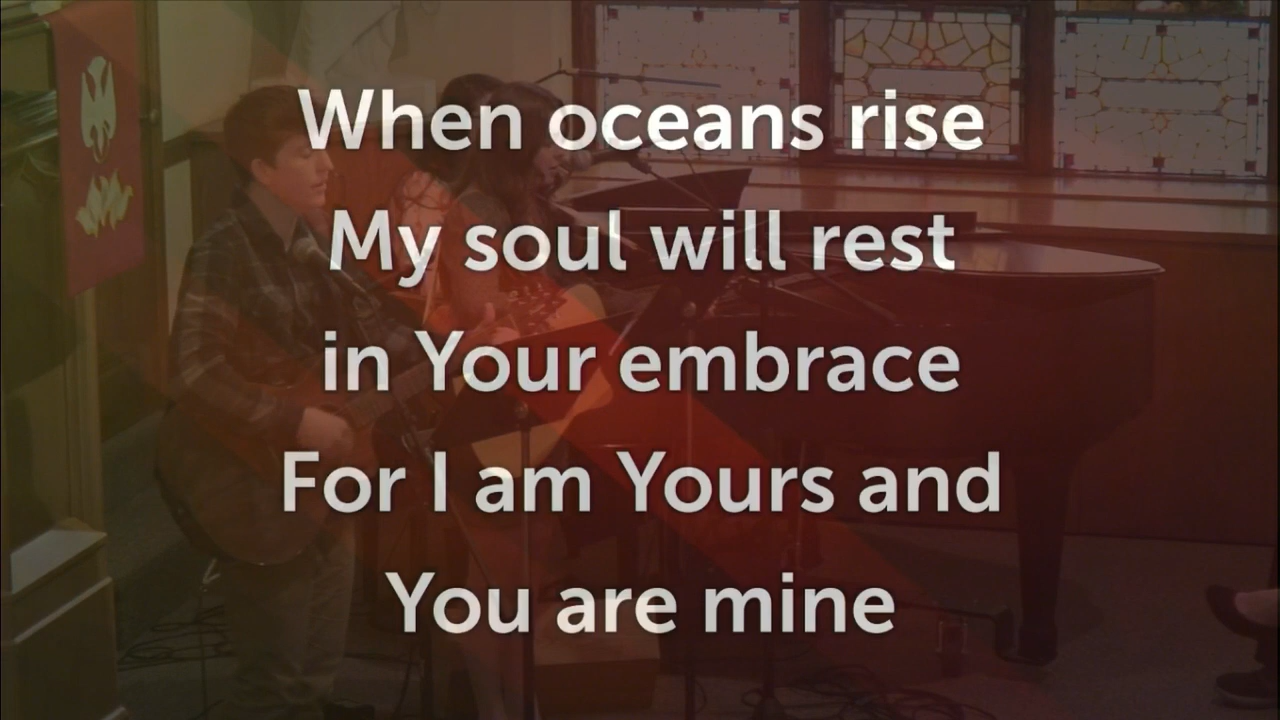 When oceans rise
My soul will rest
in Your embrace
For I am Yours and
You are mine